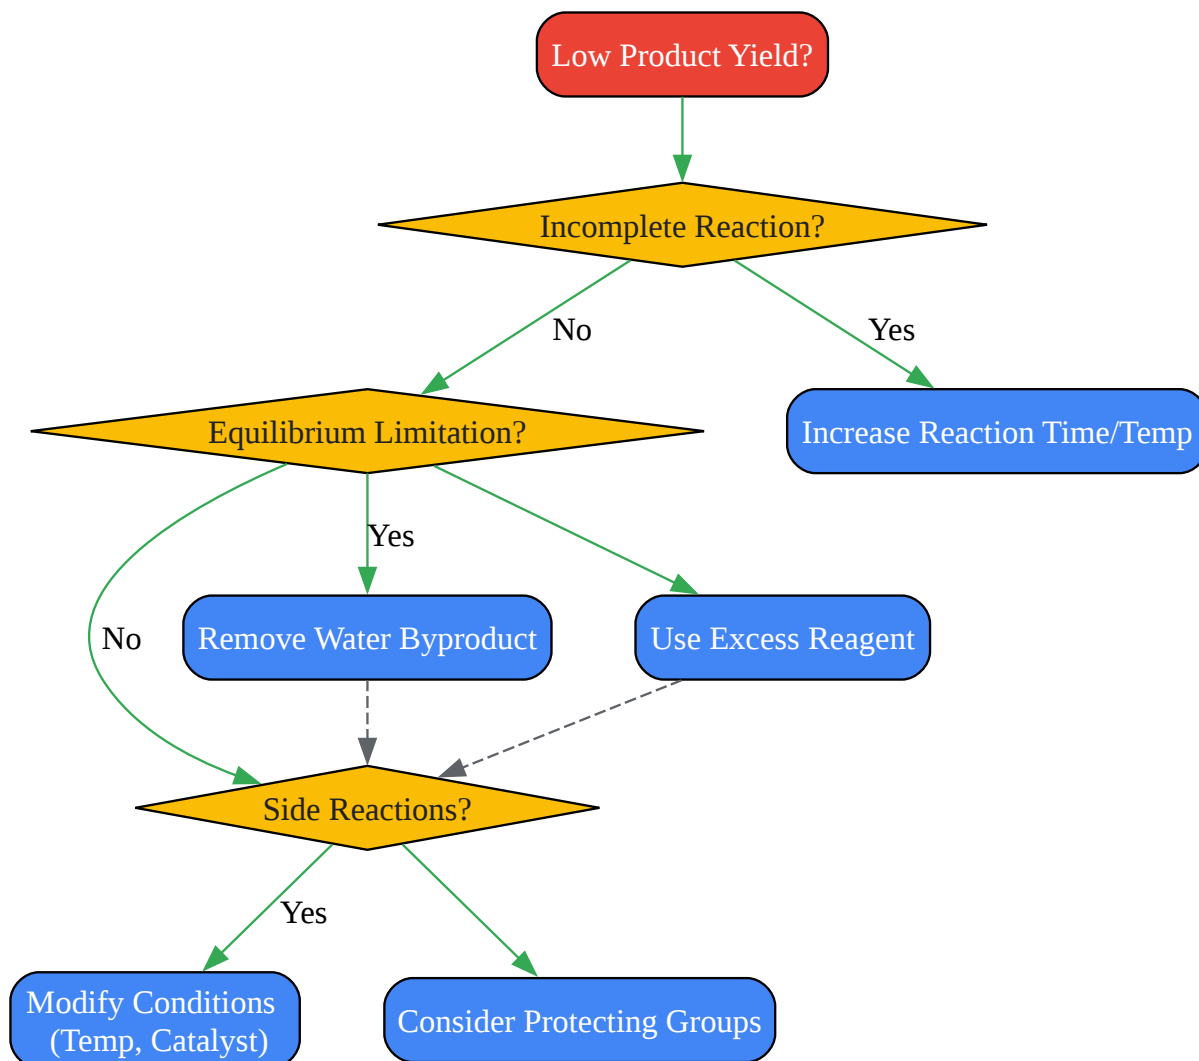 Low Product Yield?
Incomplete Reaction?
No
Yes
Equilibrium Limitation?
Increase Reaction Time/Temp
Yes
No
Remove Water Byproduct
Use Excess Reagent
Side Reactions?
Yes
Modify Conditions
(Temp, Catalyst)
Consider Protecting Groups